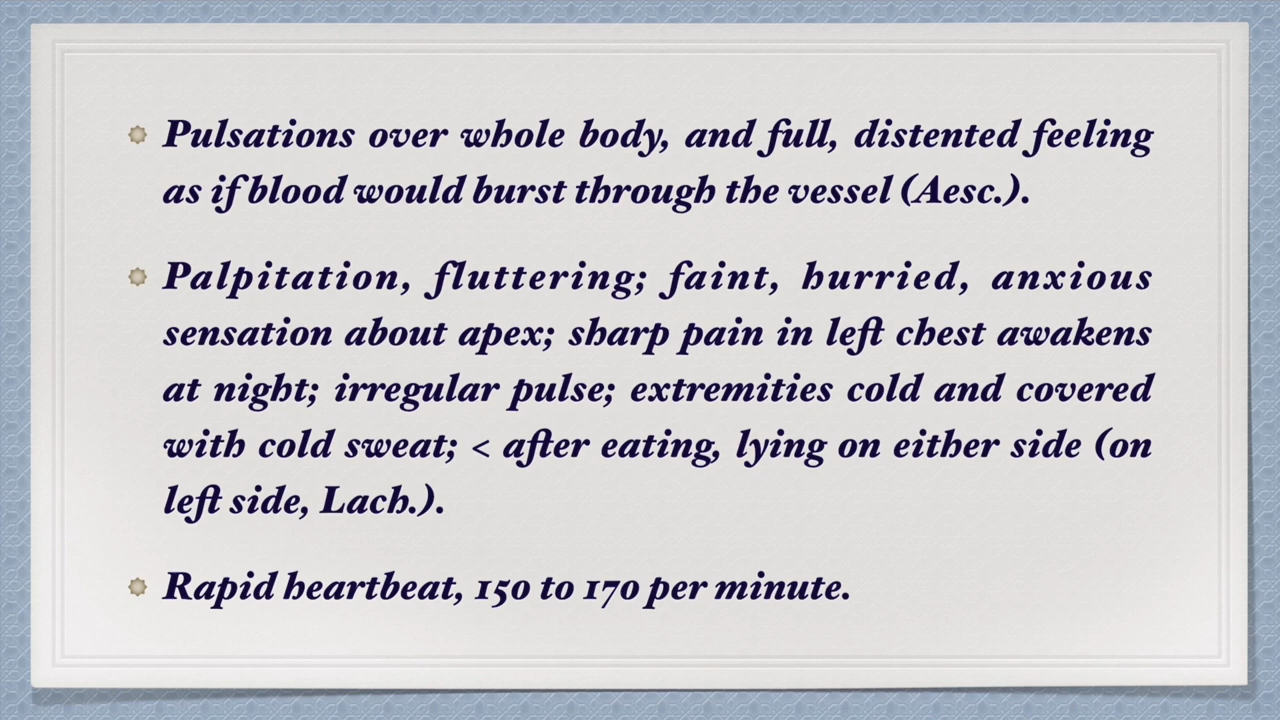 Pulsations over whole body, and full, distented feeling
as if blood would burst through the vessel (Aesc.).
Palpitation, fluttering; faint, hurried, anxious
sensation about apex; sharp pain in left chest awakens
at night; irregular pulse; extremities cold and covered
with cold sweat; < after eating, lying on either side (on
left side, Lach.).
Rapid heartbeat, 150 to 170 per minute.